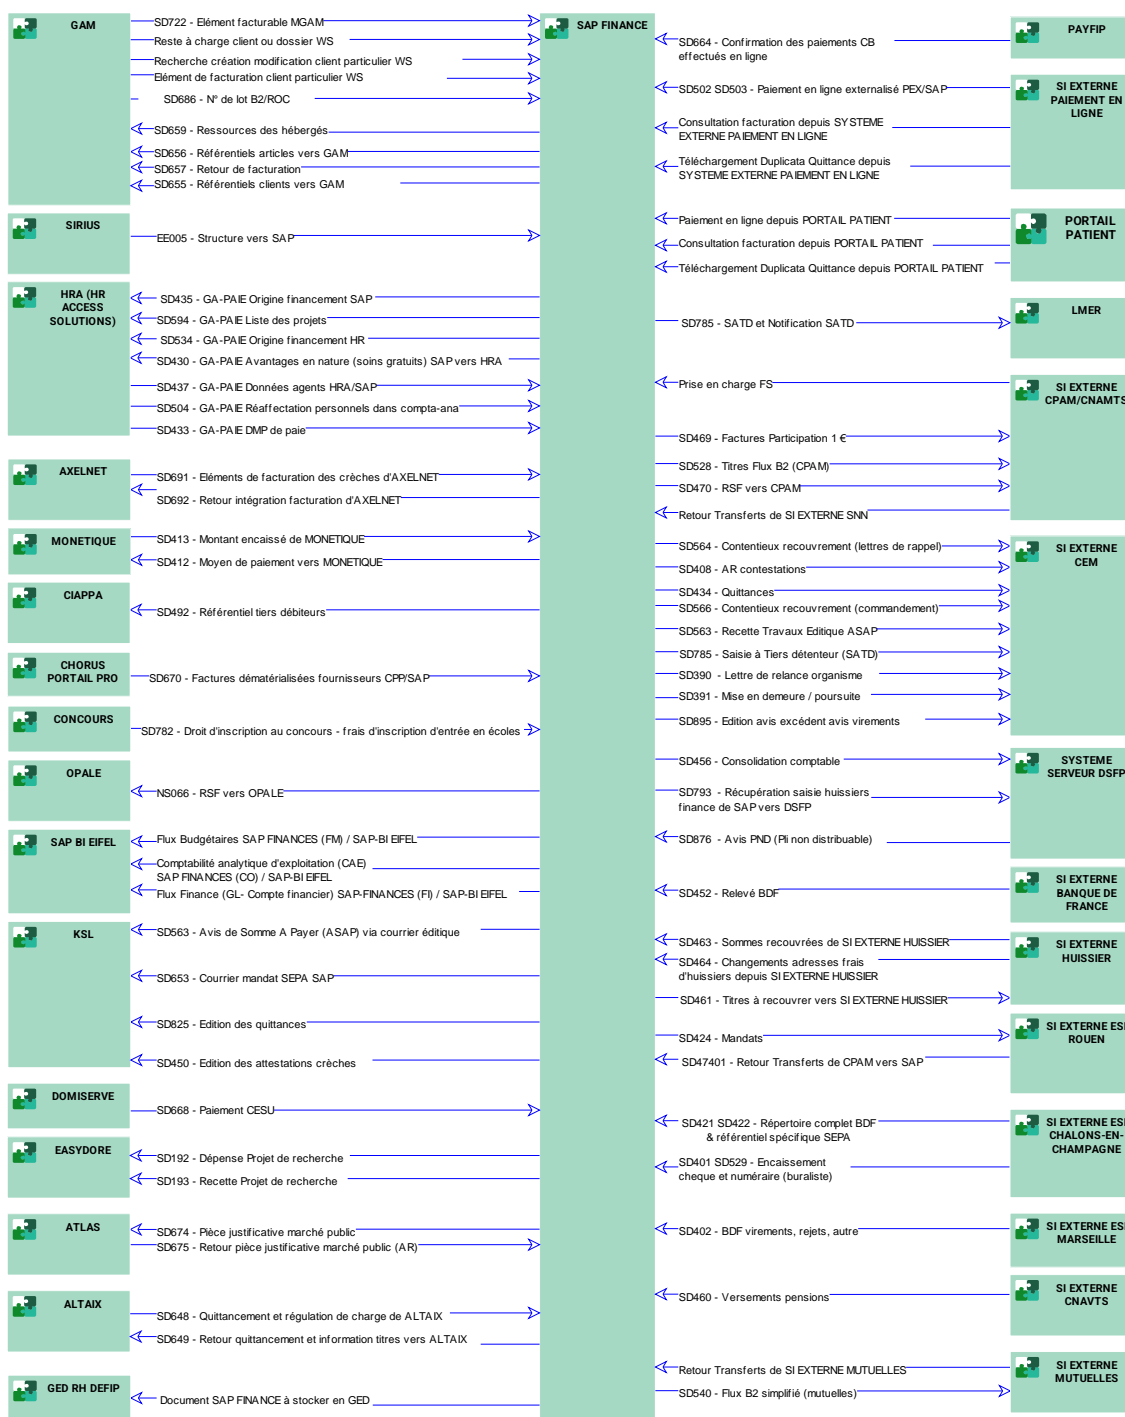 GAM
SD722 - Elément facturable MGAM
Reste à charge client ou dossier WS
Recherche création modification client particulier WS
Elément de facturation client particulier WS
SD686 - N° de lot B2/ROC
SD659 - Ressources des hébergés
SD656 - Référentiels articles vers GAM
SD657 - Retour de facturation
SD655 - Référentiels clients vers GAM
SIRIUS
EE005 - Structure vers SAP
HRA (HR
ACCESS
SOLUTIONS)
SD435 - GA-PAIE Origine financement SAP
SD594 - GA-PAIE Liste des projets
SD534 - GA-PAIE Origine financement HR
SD430 - GA-PAIE Avantages en nature (soins gratuits) SAP vers HRA
SD437 - GA-PAIE Données agents HRA/SAP
SD504 - GA-PAIE Réaffectation personnels dans compta-ana
SD433 - GA-PAIE DMP de paie
AXELNET
SD691 - Eléments de facturation des crèches d'AXELNET
SD692 - Retour intégration facturation d'AXELNET
MONETIQUE
SD413 - Montant encaissé de MONETIQUE
SD412 - Moyen de paiement vers MONETIQUE
CIAPPA
SD492 - Référentiel tiers débiteurs
CHORUS
PORTAIL PRO
SD670 - Factures dématérialisées fournisseurs CPP/SAP
CONCOURS
SD782 - Droit d'inscription au concours - frais d'inscription d'entrée en écoles
OPALE
NS066 - RSF vers OPALE
SAP BI EIFEL
Flux Budgétaires SAP FINANCES (FM) / SAP-BI EIFEL
Comptabilité analytique d'exploitation (CAE)
SAP FINANCES (CO) / SAP-BI EIFEL
Flux Finance (GL- Compte financier) SAP-FINANCES (FI) / SAP-BI EIFEL
KSL
SD563 - Avis de Somme A Payer (ASAP) via courrier éditique
SD653 - Courrier mandat SEPA SAP
SD825 - Edition des quittances
SD450 - Edition des attestations crèches
DOMISERVE
SD668 - Paiement CESU
EASYDORE
SD192 - Dépense Projet de recherche
SD193 - Recette Projet de recherche
ATLAS
SD674 - Pièce justificative marché public
SD675 - Retour pièce justificative marché public (AR)
ALTAIX
SD648 - Quittancement et régulation de charge de ALTAIX
SD649 - Retour quittancement et information titres vers ALTAIX
GED RH DEFIP
Document SAP FINANCE à stocker en GED
SAP FINANCE
PAYFIP
SD664 - Confirmation des paiements CB
effectués en ligne
SI EXTERNE
PAIEMENT EN
LIGNE
SD502 SD503 - Paiement en ligne externalisé PEX/SAP
Consultation facturation depuis SYSTEME
EXTERNE PAIEMENT EN LIGNE
Téléchargement Duplicata Quittance depuis
SYSTEME EXTERNE PAIEMENT EN LIGNE
PORTAIL
PATIENT
Paiement en ligne depuis PORTAIL PATIENT
Consultation facturation depuis PORTAIL PATIENT
Téléchargement Duplicata Quittance depuis PORTAIL PATIENT
LMER
SD785 - SATD et Notification SATD
SI EXTERNE
CPAM/CNAMTS
Prise en charge FS
SD469 - Factures Participation 1 €
SD528 - Titres Flux B2 (CPAM)
SD470 - RSF vers CPAM
Retour Transferts de SI EXTERNE SNN
SI EXTERNE
CEM
SD564 - Contentieux recouvrement (lettres de rappel)
SD408 - AR contestations
SD434 - Quittances
SD566 - Contentieux recouvrement (commandement)
SD563 - Recette Travaux Editique ASAP
SD785 - Saisie à Tiers détenteur (SATD)
SD390 - Lettre de relance organisme
SD391 - Mise en demeure / poursuite
SD895 - Edition avis excédent avis virements
SYSTEME
SERVEUR DSFP
SD456 - Consolidation comptable
SD793 - Récupération saisie huissiers
finance de SAP vers DSFP
SD876 - Avis PND (Pli non distribuable)
SI EXTERNE
BANQUE DE
FRANCE
SD452 - Relevé BDF
SI EXTERNE
HUISSIER
SD463 - Sommes recouvrées de SI EXTERNE HUISSIER
SD464 - Changements adresses frais
d'huissiers depuis SI EXTERNE HUISSIER
SD461 - Titres à recouvrer vers SI EXTERNE HUISSIER
SI EXTERNE ESI
ROUEN
SD424 - Mandats
SD47401 - Retour Transferts de CPAM vers SAP
SI EXTERNE ESI
CHALONS-EN-
CHAMPAGNE
SD421 SD422 - Répertoire complet BDF
& référentiel spécifique SEPA
SD401 SD529 - Encaissement
cheque et numéraire (buraliste)
SI EXTERNE ESI
MARSEILLE
SD402 - BDF virements, rejets, autre
SI EXTERNE
CNAVTS
SD460 - Versements pensions
SI EXTERNE
MUTUELLES
Retour Transferts de SI EXTERNE MUTUELLES
SD540 - Flux B2 simplifié (mutuelles)